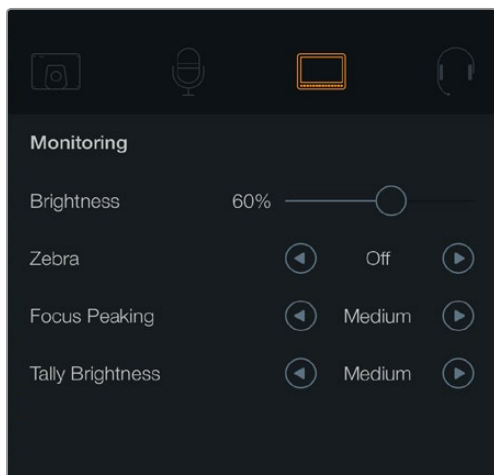 Monitoring
Brightness 60%
Zebra Off
Focus Peaking Medium
Tally Brightness Medium